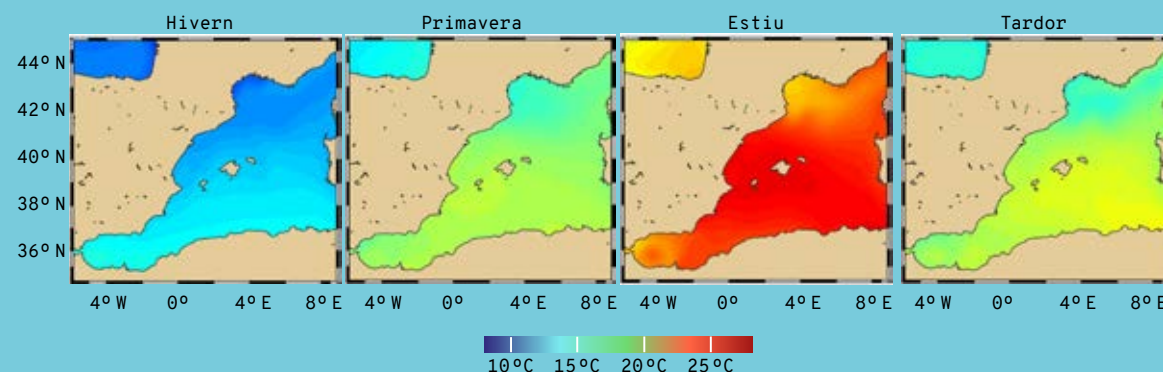 Hivern Primavera Estiu Tardor
44º N
42º N
40º N
38º N
36º N
4º W 0º 4º E 8º E 4º W 0º 4º E 8º E 4º W 0º 4º E 8º E 4º W 0º 4º E 8º E
10ºC 15ºC 20ºC 25ºC